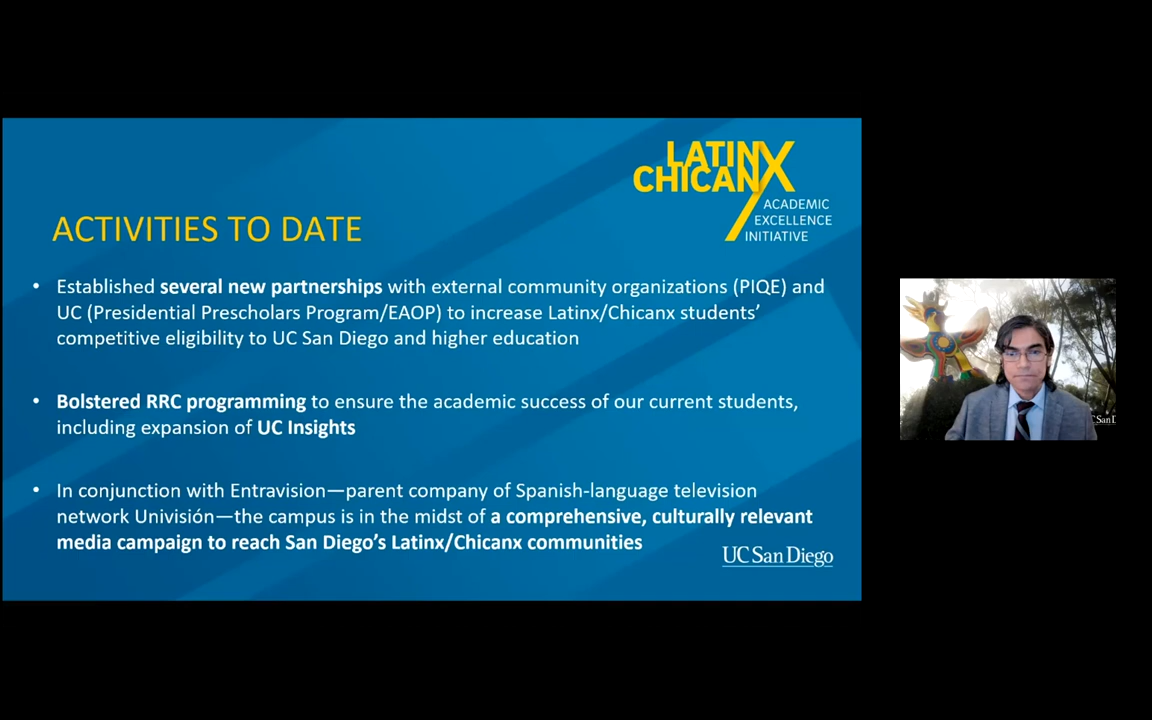 LATINX
CHICANX
ACADEMIC
EXCELLENCE
INITIATIVE
ACTIVITIES TO DATE
• Established several new partnerships with external community organizations (PIQE) and
UC (Presidential Prescholars Program/EAOP) to increase Latinx/Chicanx students’
competitive eligibility to UC San Diego and higher education
• Bolstered RRC programming to ensure the academic success of our current students,
including expansion of UC Insights
• In conjunction with Entravision—parent company of Spanish-language television
network Univisión—the campus is in the midst of a comprehensive, culturally relevant
media campaign to reach San Diego’s Latinx/Chicanx communities
UC San Diego